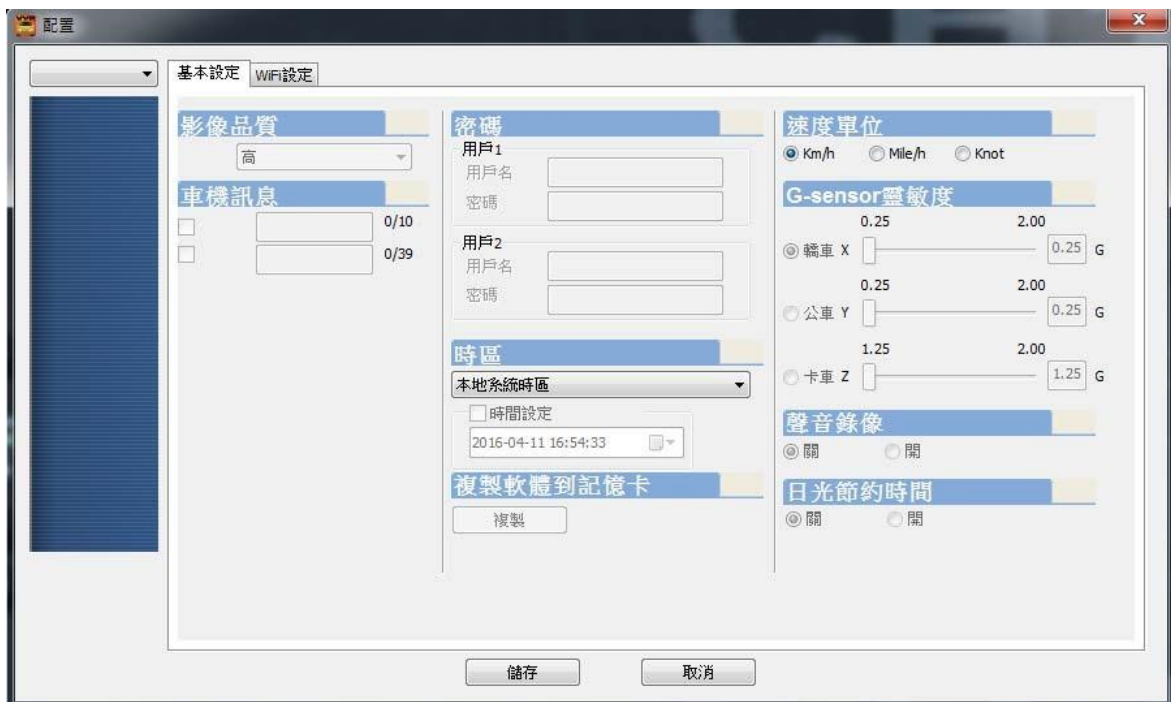 配置
基本設定
WiFi設定
影像品質
高
車機訊息
0/10
0/39
密碼
用戶1
用戶名
密碼
用戶2
用戶名
密碼
時區
本地系統時區
時間設定
2016-04-11 16:54:33
複製軟體到記憶卡
複製
速度單位
Km/h Mile/h Knot
G-sensor靈敏度
0.25 2.00
轎車 X 0.25 G
0.25 2.00
公車 Y 0.25 G
1.25 2.00
卡車 Z 1.25 G
聲音錄像
關 開
日光節約時間
關 開
儲存 取消